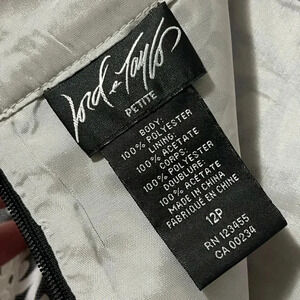 Lord & Taylor
PETITE
BODY:
100% POLYESTER
LINING:
100% ACETATE
CORPS:
100% POLYESTER
DOUBLURE:
100% ACETATE
MADE IN CHINA
FABRIQUE EN CHINE
12P
RN 123455
CA 00234